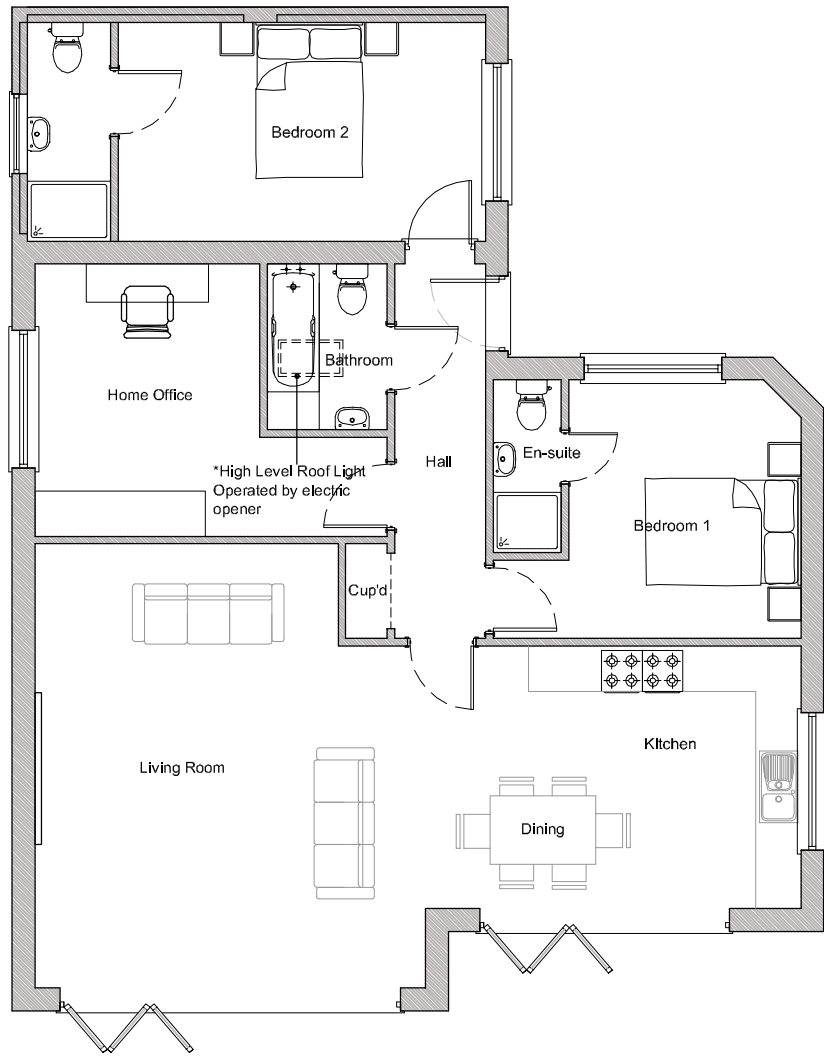 Bedroom 2
Bathroom
Home Office
Hall
En-suite
*High Level Roof Light
Operated by electric
opener
Bedroom 1
Cup'd
KItchen
Living Room
Dining